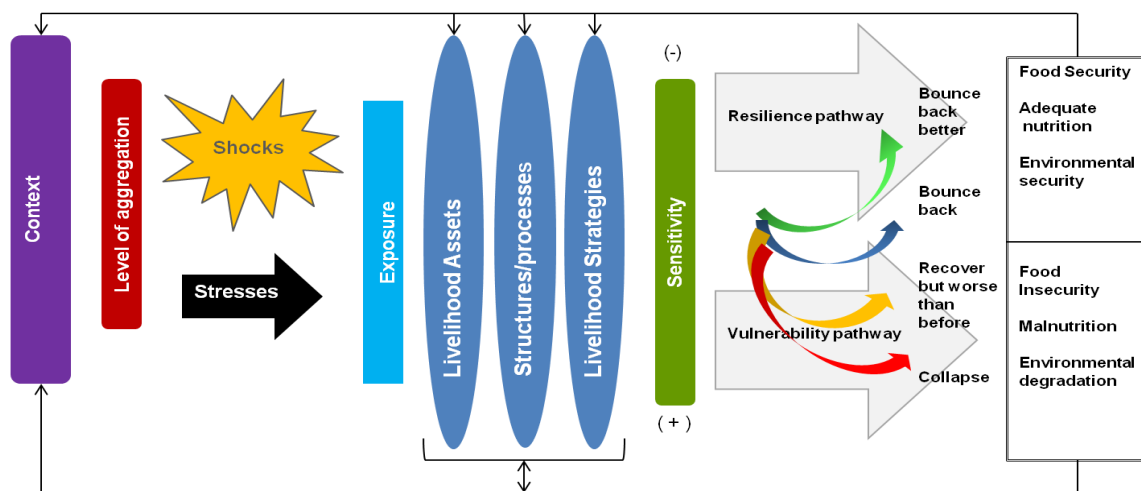 Context
Level of aggregation
Shocks
Stresses
Exposure
Livelihood Assets
Structures/processes
Livelihood Strategies
(-)
Sensitivity
( + )
Resilience pathway
Bounce
back
better
Bounce
back
Vulnerability pathway
Recover
but worse
than
before
Collapse
Food Security
Adequate
nutrition
Environmental
security
Food
Insecurity
Malnutrition
Environmental
degradation